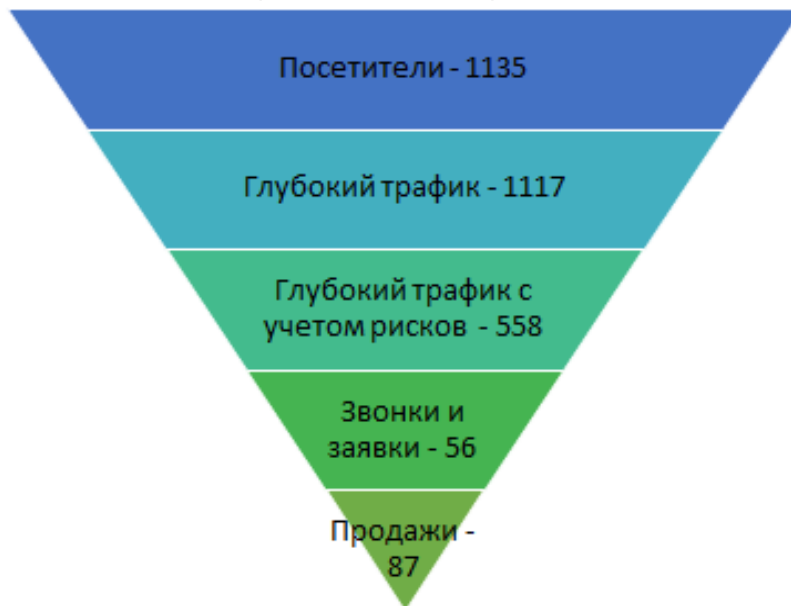 Посетители - 1135
Глубокий трафик - 1117
Глубокий трафик с
учетом рисков - 558
Звонки и
заявки - 56
Продажи -
87